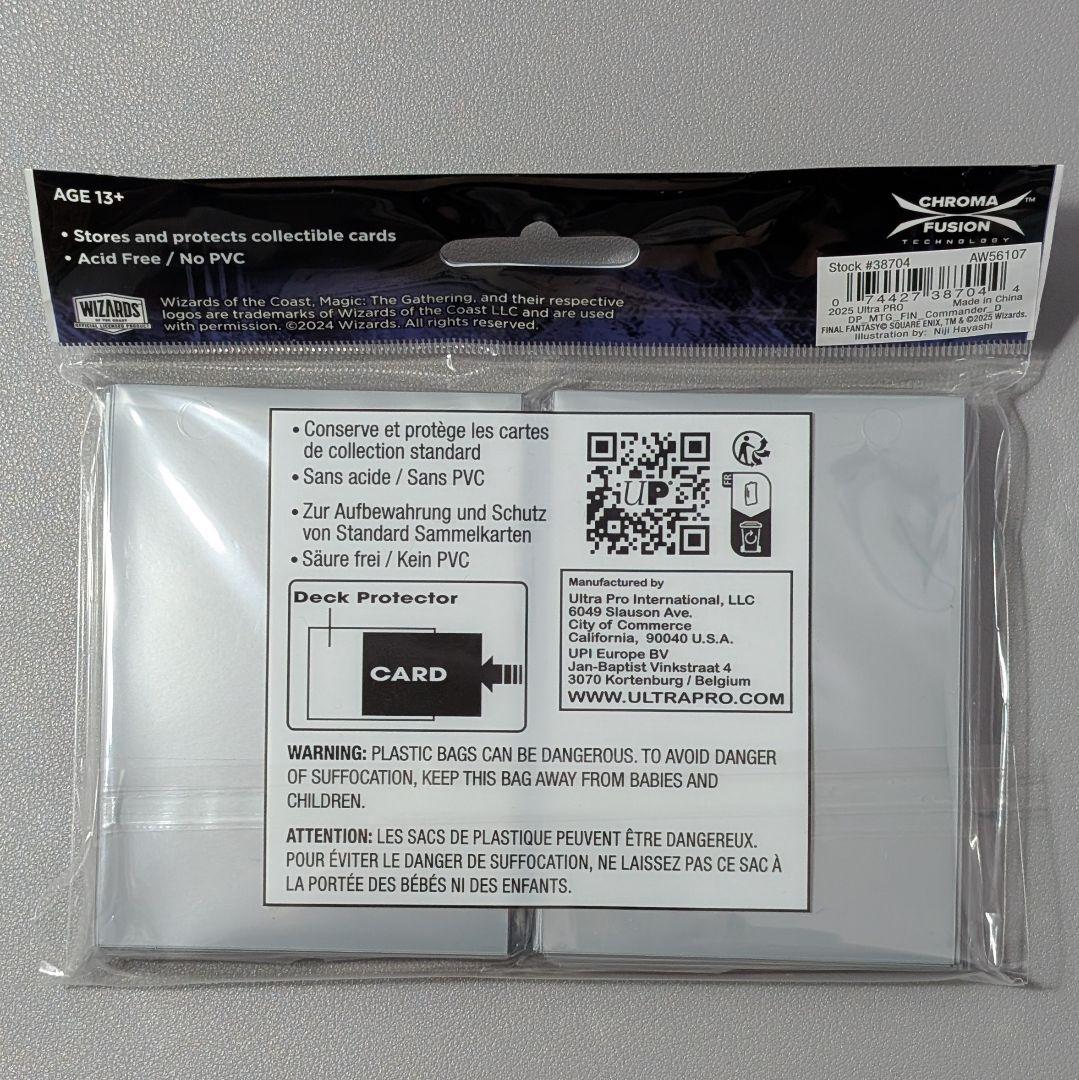 AGE 13+
• Stores and protects collectible cards
• Acid Free / No PVC
WIZARDS
OF THE COAST
OFFICIAL LICENSED PRODUCT
Wizards of the Coast, Magic: The Gathering, and their respective
logos are trademarks of Wizards of the Coast LLC and are used
with permission. ©2024 Wizards. All rights reserved.
CHROMA
FUSION
TECHNOLOGY
TM
Stock #38704 AW56107
0 74427 38704 4
2025 Ultra PRO Made in China
DP_MTG_FIN_Commander_D
FINAL FANTASY© SQUARE ENIX, TM & ©2025 Wizards.
Illustration by: Niji Hayashi
• Conserve et protège les cartes
de collection standard
• Sans acide / Sans PVC
• Zur Aufbewahrung und Schutz
von Standard Sammelkarten
• Säure frei / Kein PVC
UP®
FR
Deck Protector
CARD
Manufactured by
Ultra Pro International, LLC
6049 Slauson Ave.
City of Commerce
California, 90040 U.S.A.
UPI Europe BV
Jan-Baptist Vinkstraat 4
3070 Kortenburg / Belgium
WWW.ULTRAPRO.COM
WARNING: PLASTIC BAGS CAN BE DANGEROUS. TO AVOID DANGER
OF SUFFOCATION, KEEP THIS BAG AWAY FROM BABIES AND
CHILDREN.
ATTENTION: LES SACS DE PLASTIQUE PEUVENT ÊTRE DANGEREUX.
POUR ÉVITER LE DANGER DE SUFFOCATION, NE LAISSEZ PAS CE SAC À
LA PORTÉE DES BÉBÉS NI DES ENFANTS.